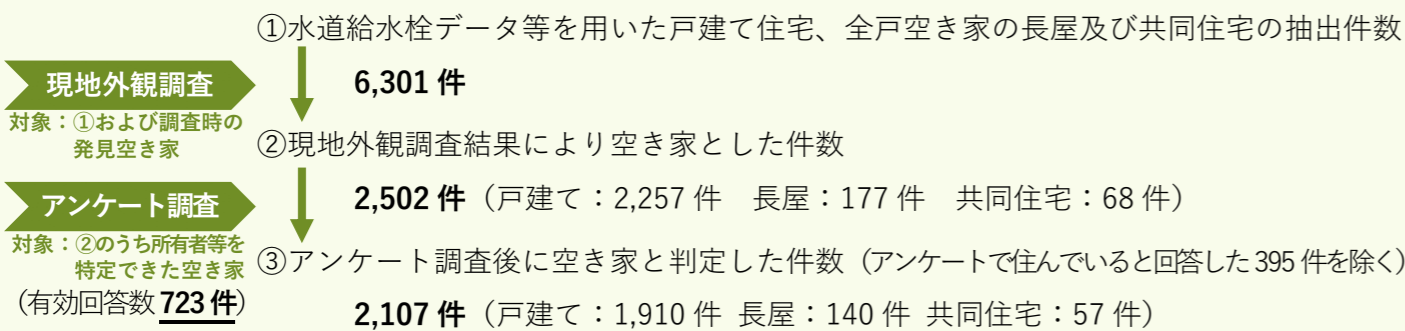 ①水道給水栓データ等を用いた戸建て住宅、全戸空き家の長屋及び共同住宅の抽出件数
6,301 件
現地外観調査
対象：①および調査時の
発見空き家
②現地外観調査結果により空き家とした件数
2,502 件（戸建て：2,257 件　長屋：177 件　共同住宅：68 件）
アンケート調査
対象：②のうち所有者等を
特定できた空き家
（有効回答数 723 件）
③アンケート調査後に空き家と判定した件数（アンケートで住んでいると回答した 395 件を除く）
2,107 件（戸建て：1,910 件 長屋：140 件 共同住宅：57 件）